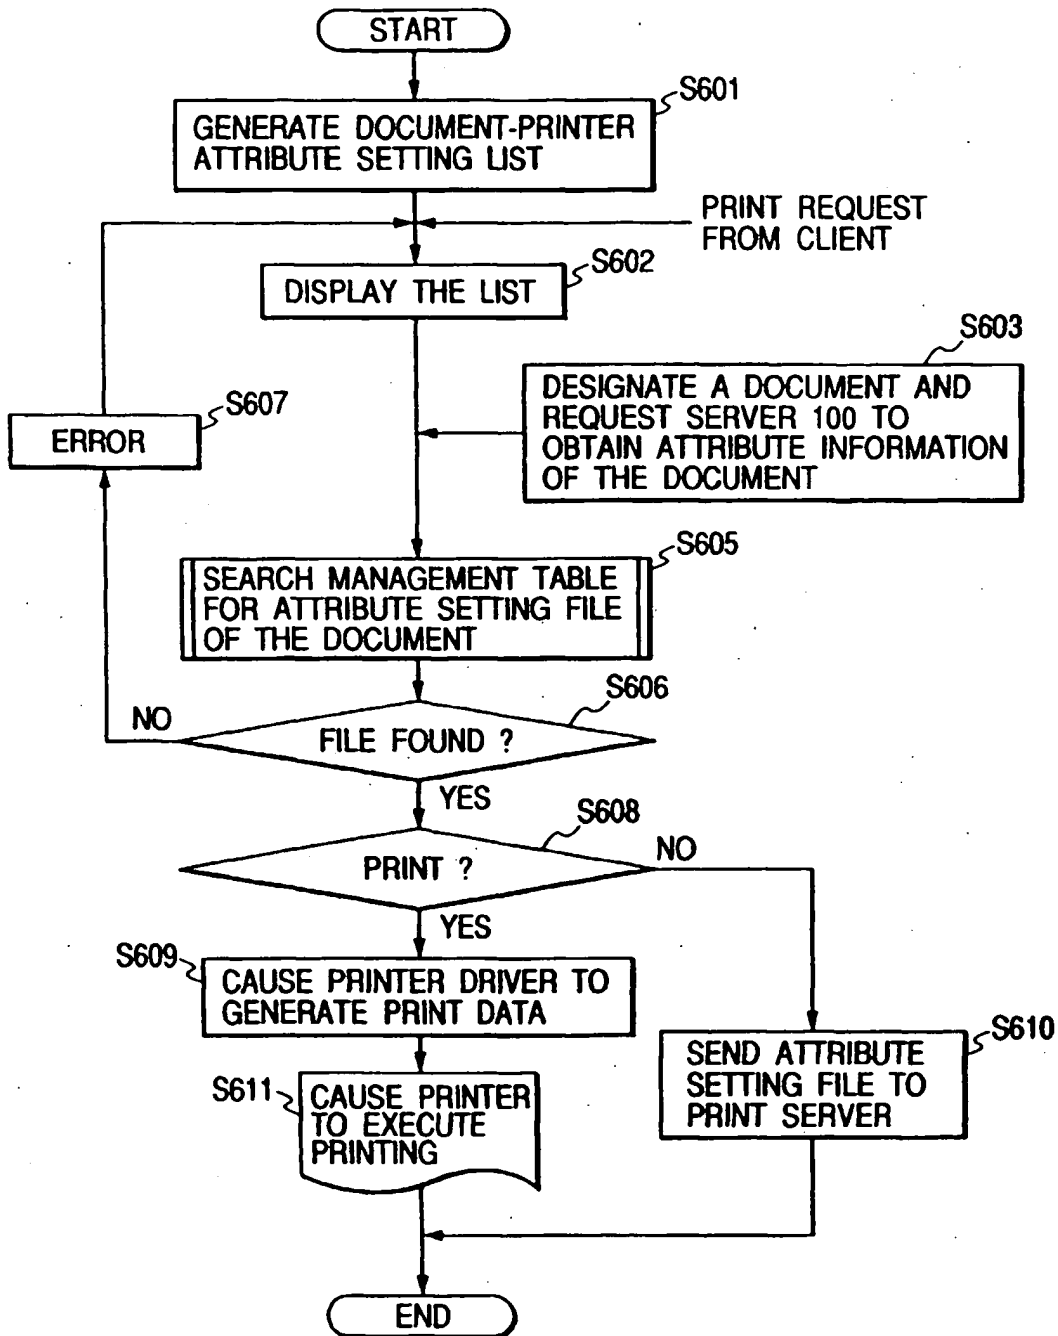 START
S601
GENERATE DOCUMENT-PRINTER
ATTRIBUTE SETTING LIST
PRINT REQUEST
FROM CLIENT
S602
DISPLAY THE LIST
S603
DESIGNATE A DOCUMENT AND
REQUEST SERVER 100 TO
OBTAIN ATTRIBUTE INFORMATION
OF THE DOCUMENT
S607
ERROR
S605
SEARCH MANAGEMENT TABLE
FOR ATTRIBUTE SETTING FILE
OF THE DOCUMENT
S606
NO
FILE FOUND ?
YES
S608
NO
PRINT ?
YES
S609
CAUSE PRINTER DRIVER TO
GENERATE PRINT DATA
S610
SEND ATTRIBUTE
SETTING FILE TO
PRINT SERVER
S611
CAUSE PRINTER
TO EXECUTE
PRINTING
END